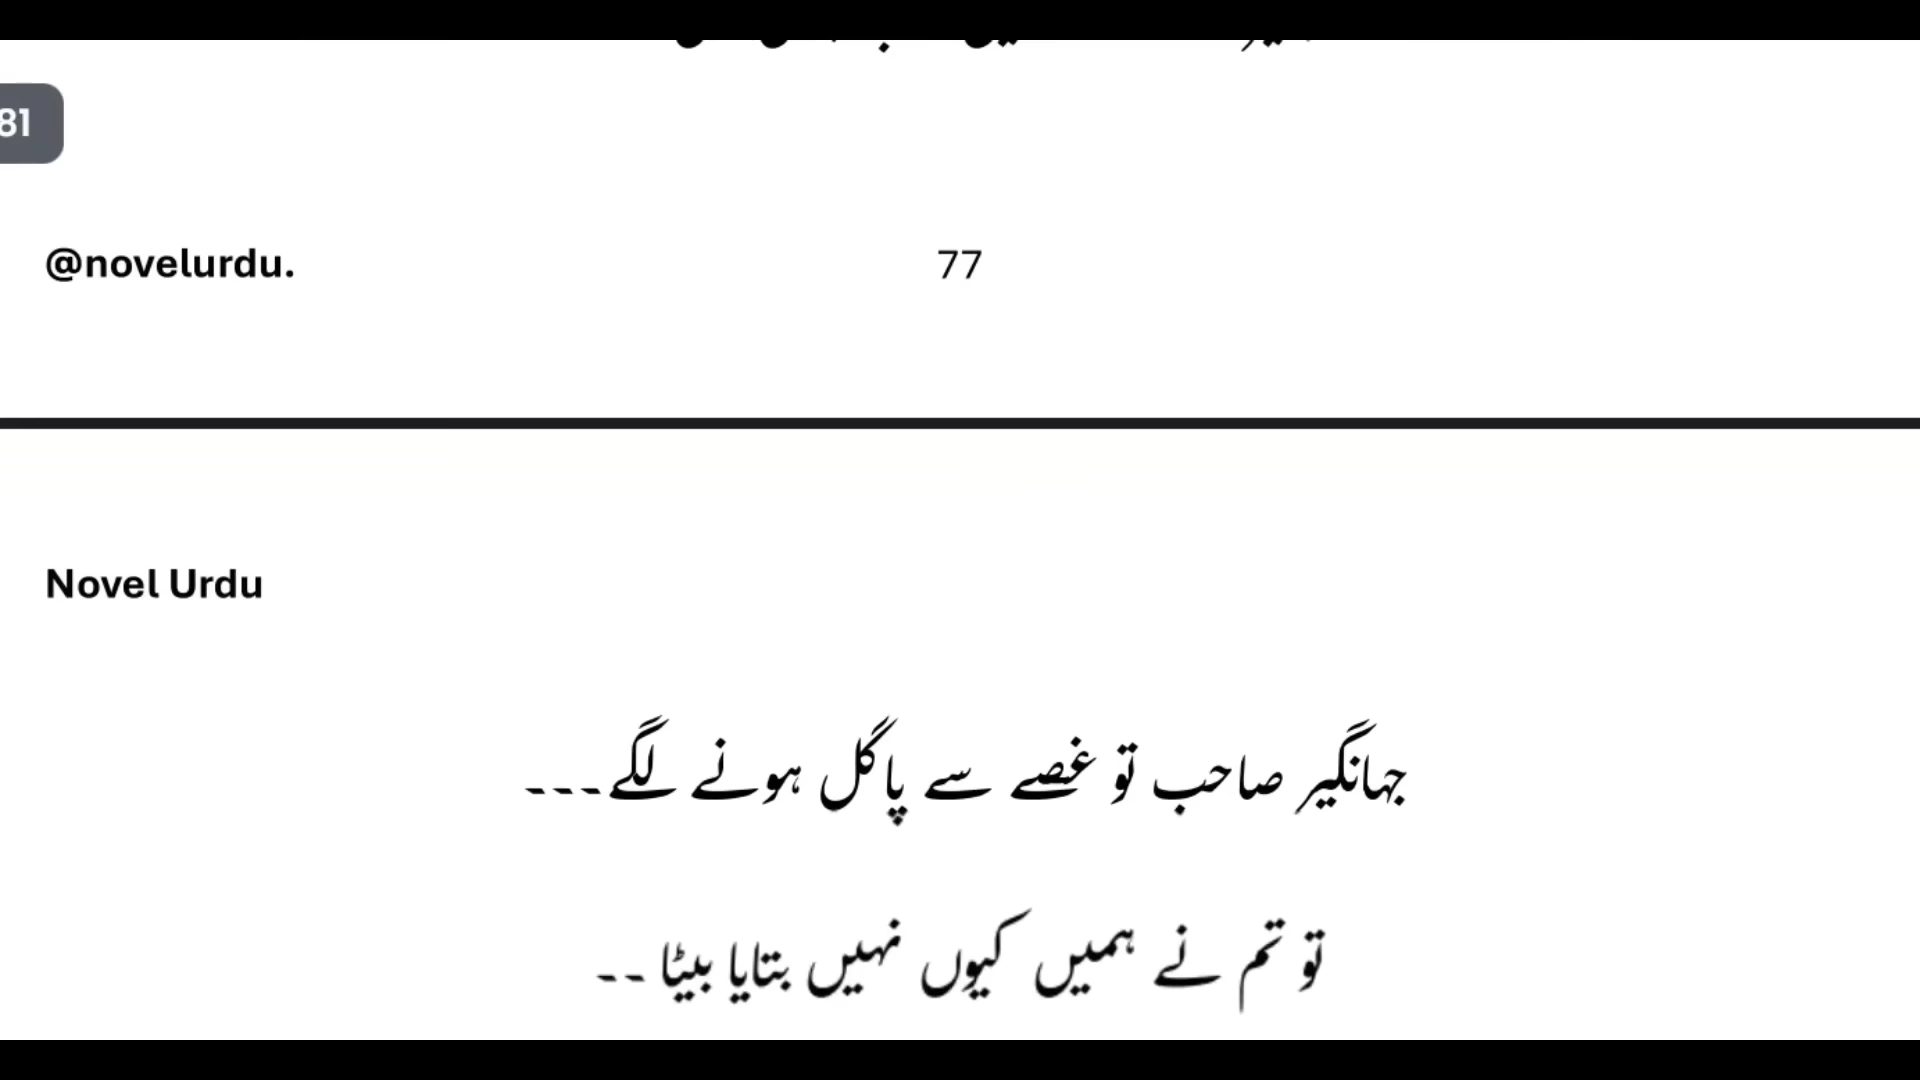 81
@novelurdu.
77
Novel Urdu
جہانگیر صاحب تو غصے سے پاگل ہونے لگے۔۔۔
تو تم نے ہمیں کیوں نہیں بتایا بیٹا ۔۔